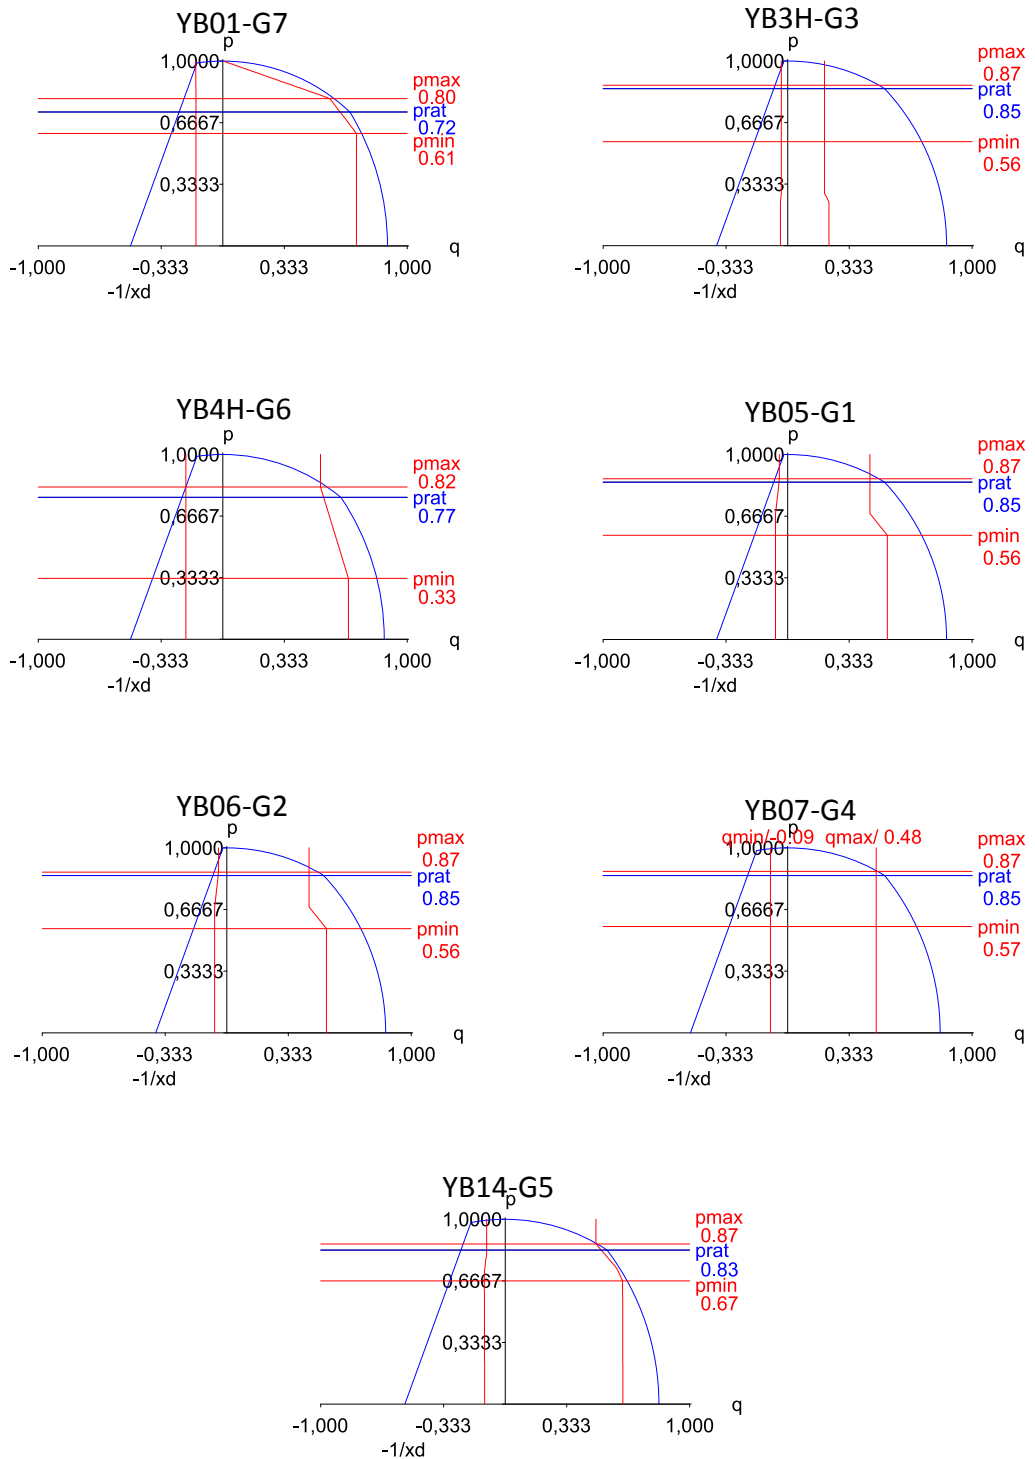 YB01-G7
p
1,0000
pmax
0.80
prat
0.72
0,6667
pmin
0.61
0,3333
q
-1,000
-0,333
0,333
1,000
-1/xd
YB3H-G3
p
1,0000
pmax
0.87
prat
0.85
0,6667
pmin
0.56
0,3333
q
-1,000
-0,333
0,333
1,000
-1/xd
YB4H-G6
p
1,0000
pmax
0.82
prat
0.77
0,6667
pmin
0.33
0,3333
q
-1,000
-0,333
0,333
1,000
-1/xd
YB05-G1
p
1,0000
pmax
0.87
prat
0.85
0,6667
pmin
0.56
0,3333
q
-1,000
-0,333
0,333
1,000
-1/xd
YB06-G2
p
1,0000
pmax
0.87
prat
0.85
0,6667
pmin
0.56
0,3333
q
-1,000
-0,333
0,333
1,000
-1/xd
YB07-G4
p
qmin/-0.09 qmax/ 0.48
1,0000
pmax
0.87
prat
0.85
0,6667
pmin
0.57
0,3333
q
-1,000
-0,333
0,333
1,000
-1/xd
YB14-G5
p
1,0000
pmax
0.87
prat
0.83
0,6667
pmin
0.67
0,3333
q
-1,000
-0,333
0,333
1,000
-1/xd